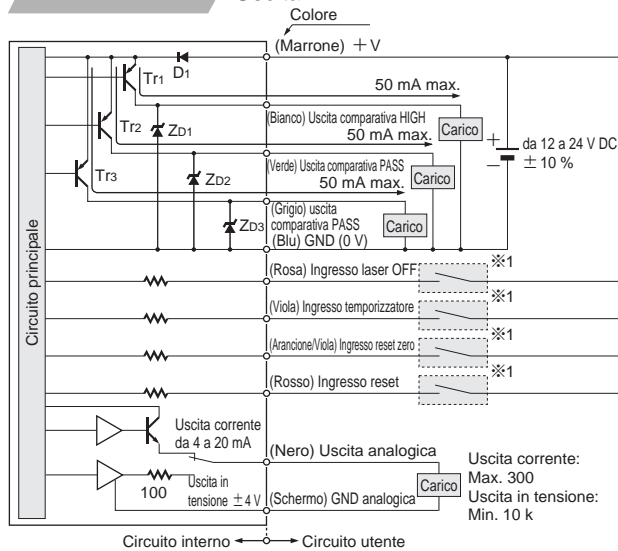 Colore
(Marrone) +V
D1
Tr1
50 mA max.
(Bianco) Uscita comparativa HIGH
Carico
Tr2
ZD1
50 mA max.
+
da 12 a 24 V DC
(Verde) Uscita comparativa PASS
−
± 10 %
Tr3
ZD2
50 mA max.
Carico
(Grigio) uscita
ZD3
comparativa PASS
Carico
(Blu) GND (0 V)
Circuito principale
(Rosa) Ingresso laser OFF
※1
(Viola) Ingresso temporizzatore
※1
(Arancione/Viola) Ingresso reset zero
※1
(Rosso) Ingresso reset
※1
Uscita corrente
da 4 a 20 mA
(Nero) Uscita analogica
Uscita corrente:
Max. 300
100
Uscita in
tensione ±4 V
(Schermo) GND analogica
Carico
Uscita in tensione:
Min. 10 k
Circuito interno
Circuito utente